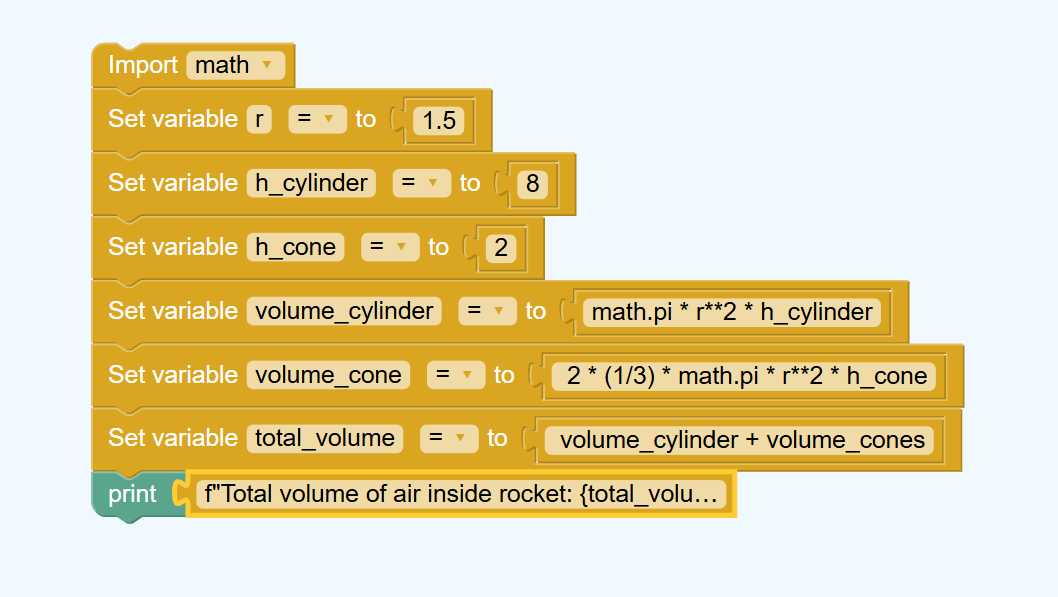 Import math
Set variable r = to 1.5
Set variable h_cylinder = to 8
Set variable h_cone = to 2
Set variable volume_cylinder = to math.pi * r**2 * h_cylinder
Set variable volume_cone = to 2 * (1/3) * math.pi * r**2 * h_cone
Set variable total_volume = to volume_cylinder + volume_cones
print f"Total volume of air inside rocket: {total_volu…